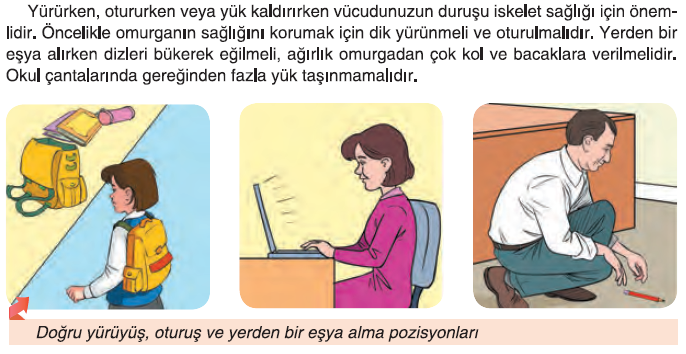 Yürürken, otururken veya yük kaldırırken vücudunuzun duruşu iskelet sağlığı için önem-
lidir. Öncelikle omurganın sağlığını korumak için dik yürünmeli ve oturulmalıdır. Yerden bir
eşya alırken dizleri bükerek eğilmeli, ağırlık omurgadan çok kol ve bacaklara verilmelidir.
Okul çantalarında gereğinden fazla yük taşınmamalıdır.
Doğru yürüyüş, oturuş ve yerden bir eşya alma pozisyonları